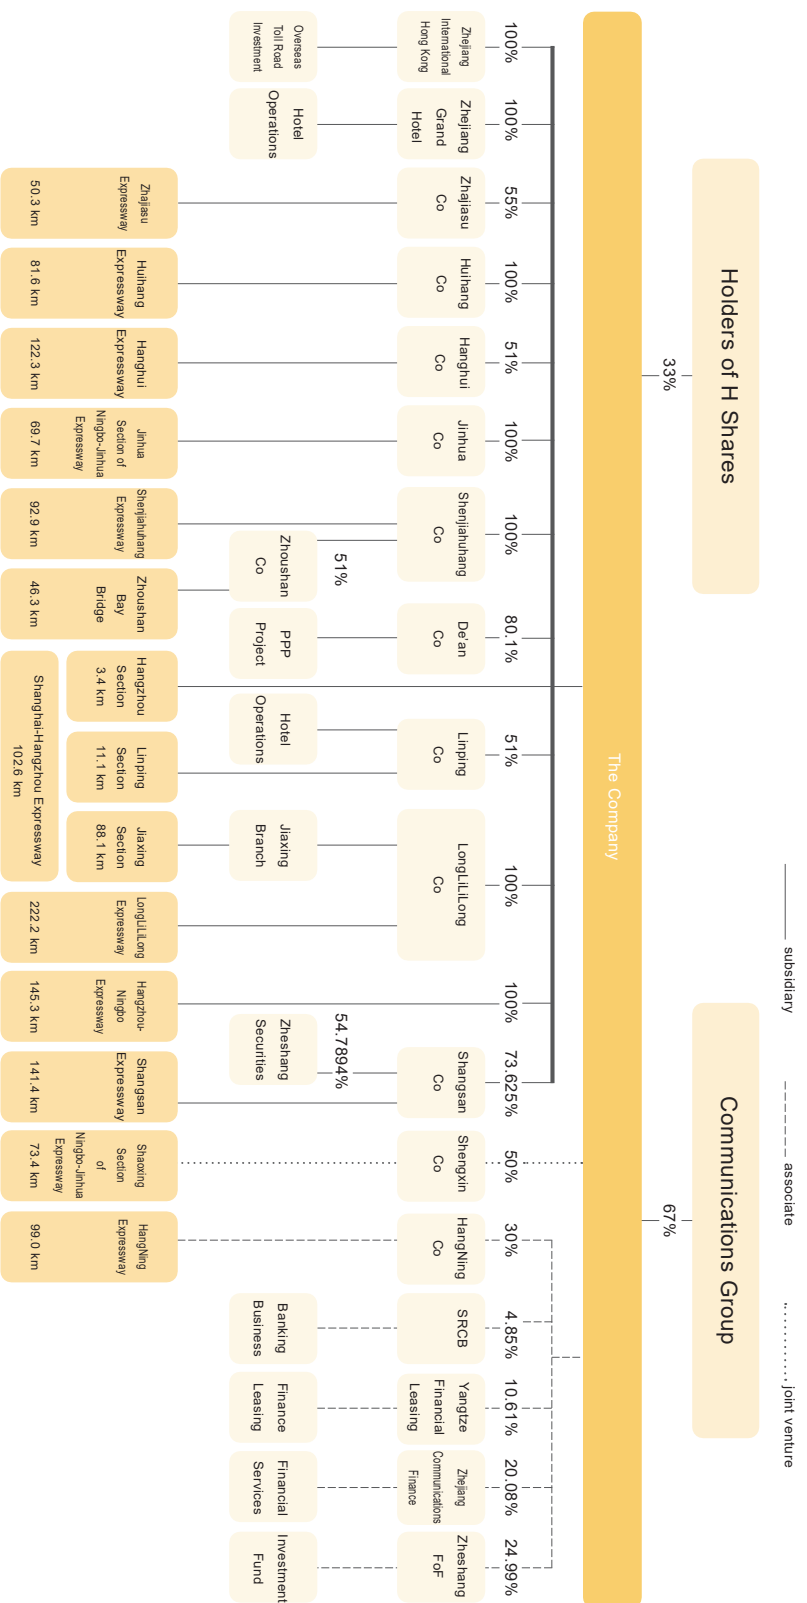 subsidiary
associate
joint venture
Holders of H Shares
Communications Group
33%
67%
The Company
100%
100%
55%
100%
51%
100%
100%
80.1%
51%
100%
100%
73.625%
50%
30%
4.85%
10.61%
20.08%
24.99%
Zhejiang
International
Hong Kong
Zhejiang
Grand
Hotel
Zhajiasu
Co
Huihang
Co
Hanghui
Co
Jinhua
Co
Shenjiahuhang
Co
De'an
Co
Linping
Co
LongLiLiLong
Co
Shangsan
Co
Shengxin
Co
HangNing
Co
SRCB
Yangtze
Financial
Leasing
Zhejiang
Communications
Finance
Zheshang
FoF
51%
54.7894%
Overseas
Toll Road
Investment
Hotel
Operations
Zhoushan
Co
PPP
Project
Hotel
Operations
Jiaxing
Branch
Zheshang
Securities
Banking
Business
Finance
Leasing
Financial
Services
Investment
Fund
Zhajiasu
Expressway
50.3 km
Huihang
Expressway
81.6 km
Hanghui
Expressway
122.3 km
Jinhua
Section of
Ningbo-Jinhua
Expressway
69.7 km
Shenjiahuhang
Expressway
92.9 km
Zhoushan
Bay
Bridge
46.3 km
Hangzhou
Section
3.4 km
Linping
Section
11.1 km
Jiaxing
Section
88.1 km
Shanghai-Hangzhou Expressway
102.6 km
LongLiLiLong
Expressway
222.2 km
Hangzhou-
Ningbo
Expressway
145.3 km
Shangsan
Expressway
141.4 km
Shaoxing
Section
of
Ningbo-Jinhua
Expressway
73.4 km
HangNing
Expressway
99.0 km